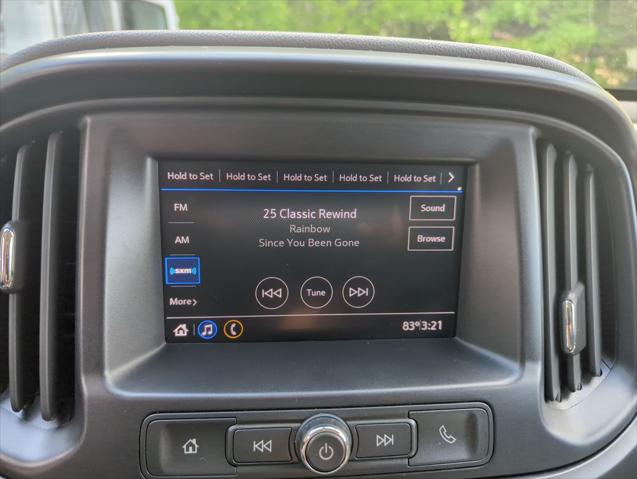 Hold to Set Hold to Set Hold to Set Hold to Set Hold to Set
FM
25 Classic Rewind
Sound
Rainbow
AM
Since You Been Gone
Browse
sxm
Tune
More
83° 3:21